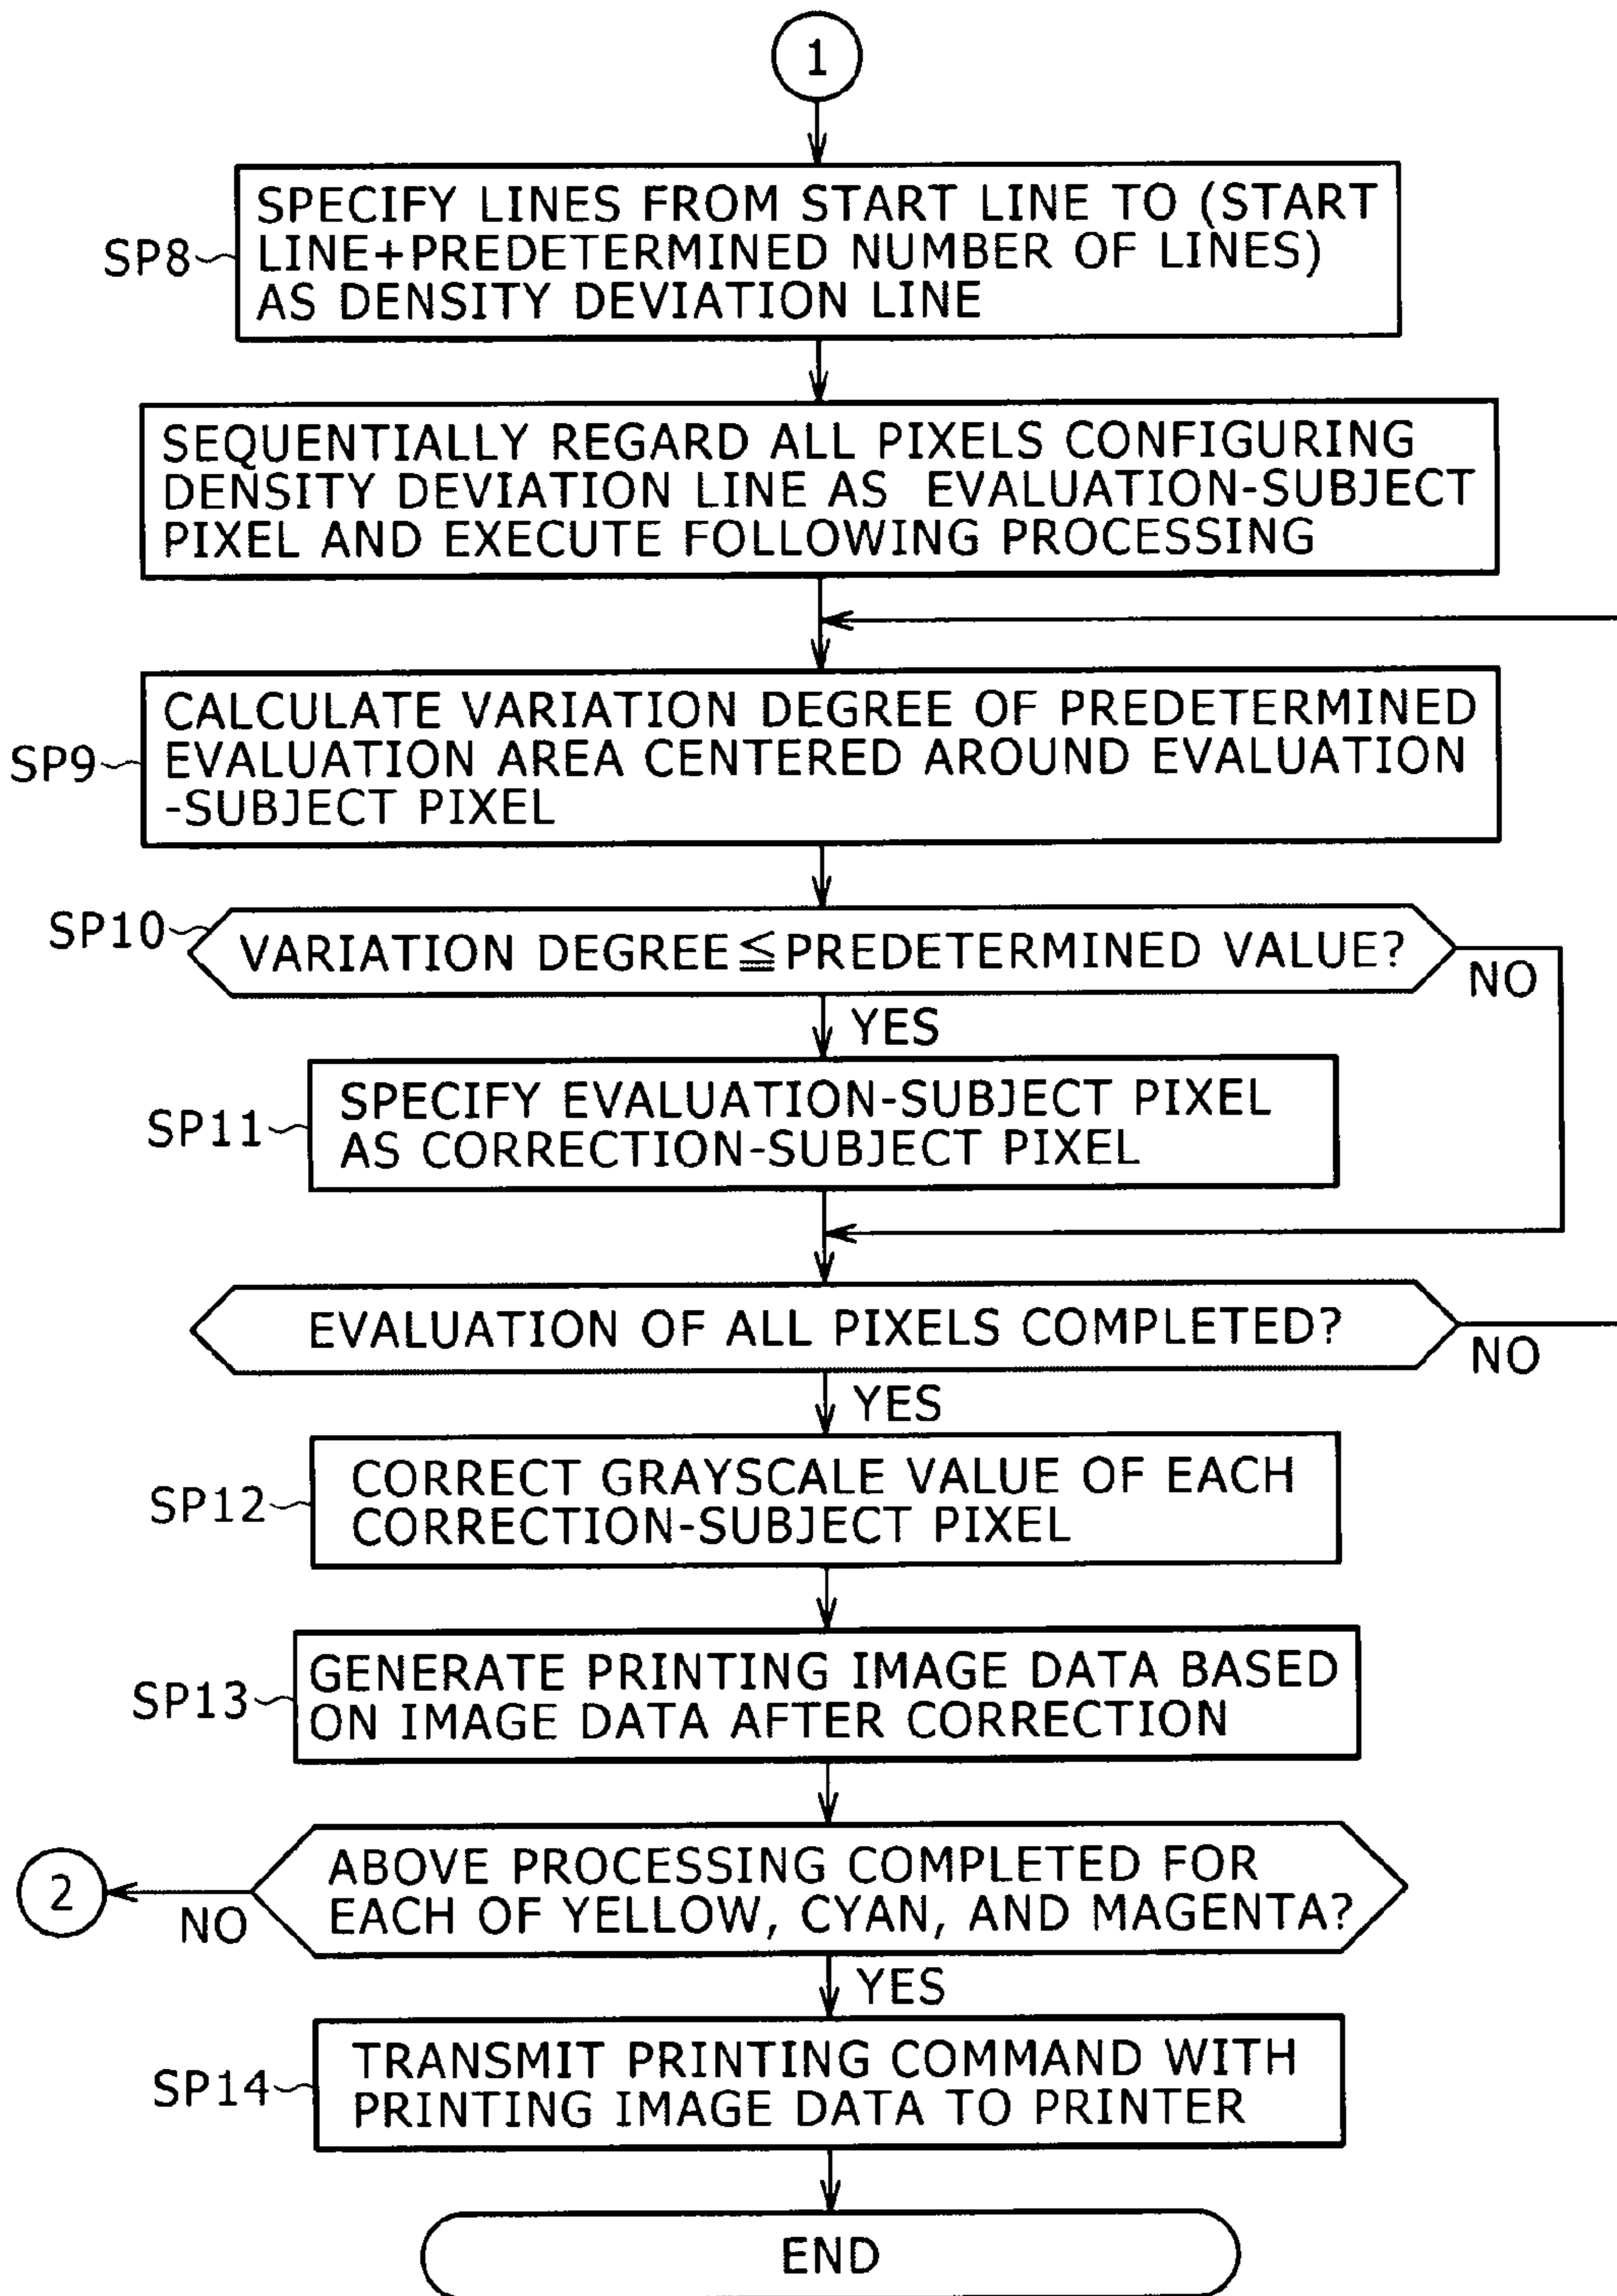 1
SPECIFY LINES FROM START LINE TO (START
LINE+PREDETERMINED NUMBER OF LINES)
AS DENSITY DEVIATION LINE
SP8
SEQUENTIALLY REGARD ALL PIXELS CONFIGURING
DENSITY DEVIATION LINE AS EVALUATION-SUBJECT
PIXEL AND EXECUTE FOLLOWING PROCESSING
CALCULATE VARIATION DEGREE OF PREDETERMINED
EVALUATION AREA CENTERED AROUND EVALUATION
-SUBJECT PIXEL
SP9
SP10
VARIATION DEGREE≦PREDETERMINED VALUE?
NO
YES
SPECIFY EVALUATION-SUBJECT PIXEL
AS CORRECTION-SUBJECT PIXEL
SP11
EVALUATION OF ALL PIXELS COMPLETED?
NO
YES
CORRECT GRAYSCALE VALUE OF EACH
CORRECTION-SUBJECT PIXEL
SP12
GENERATE PRINTING IMAGE DATA BASED
ON IMAGE DATA AFTER CORRECTION
SP13
ABOVE PROCESSING COMPLETED FOR
EACH OF YELLOW, CYAN, AND MAGENTA?
2
NO
YES
TRANSMIT PRINTING COMMAND WITH
PRINTING IMAGE DATA TO PRINTER
SP14
END